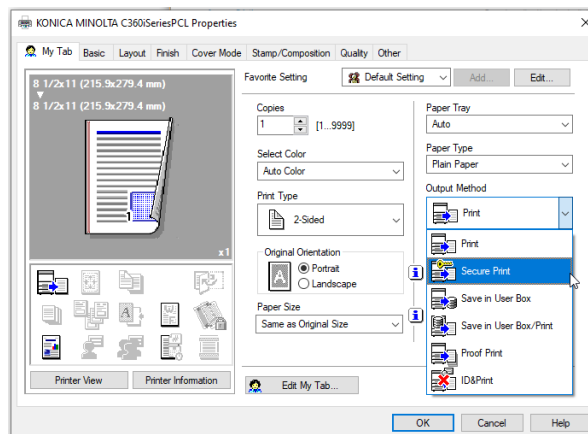 KONICA MINOLTA C360iSeriesPCL Properties
My Tab Basic Layout Finish Cover Mode Stamp/Composition Quality Other
8 1/2x11 (215.9x279.4 mm)
8 1/2x11 (215.9x279.4 mm)
1
x1
Printer View Printer Information
Favorite Setting Default Setting Add... Edit...
Copies
1 [1...9999]
Select Color
Auto Color
Print Type
2-Sided
Original Orientation
A Portrait
Landscape
Paper Size
Same as Original Size
Edit My Tab...
Paper Tray
Auto
Paper Type
Plain Paper
Output Method
Print
Print
Secure Print
Save in User Box
Save in User Box/Print
Proof Print
ID&Print
OK Cancel Help